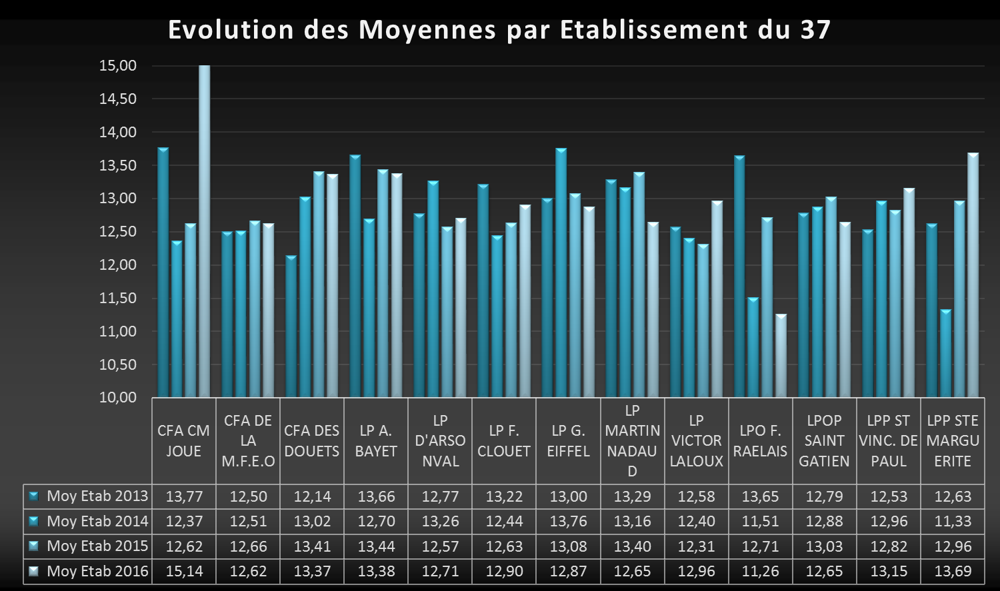 Evolution des Moyennes par Etablissement du 37
15,00
14,50
14,00
13,50
13,00
12,50
12,00
11,50
11,00
10,50
10,00
CFA CM
JOUE
CFA DE
LA
M.F.E.O
CFA DES
DOUETS
LP A.
BAYET
LP
D'ARSO
NVAL
LP F.
CLOUET
LP G.
EIFFEL
LP
MARTIN
NADAU
D
LP
VICTOR
LALOUX
LPO F.
RAELAIS
LPOP
SAINT
GATIEN
LPP ST
VINC. DE
PAUL
LPP STE
MARGU
ERITE
Moy Etab 2013 13,77 12,50 12,14 13,66 12,77 13,22 13,00 13,29 12,58 13,65 12,79 12,53 12,63
Moy Etab 2014 12,37 12,51 13,02 12,70 13,26 12,44 13,76 13,16 12,40 11,51 12,88 12,96 11,33
Moy Etab 2015 12,62 12,66 13,41 13,44 12,57 12,63 13,08 13,40 12,31 12,71 13,03 12,82 12,96
Moy Etab 2016 15,14 12,62 13,37 13,38 12,71 12,90 12,87 12,65 12,96 11,26 12,65 13,15 13,69